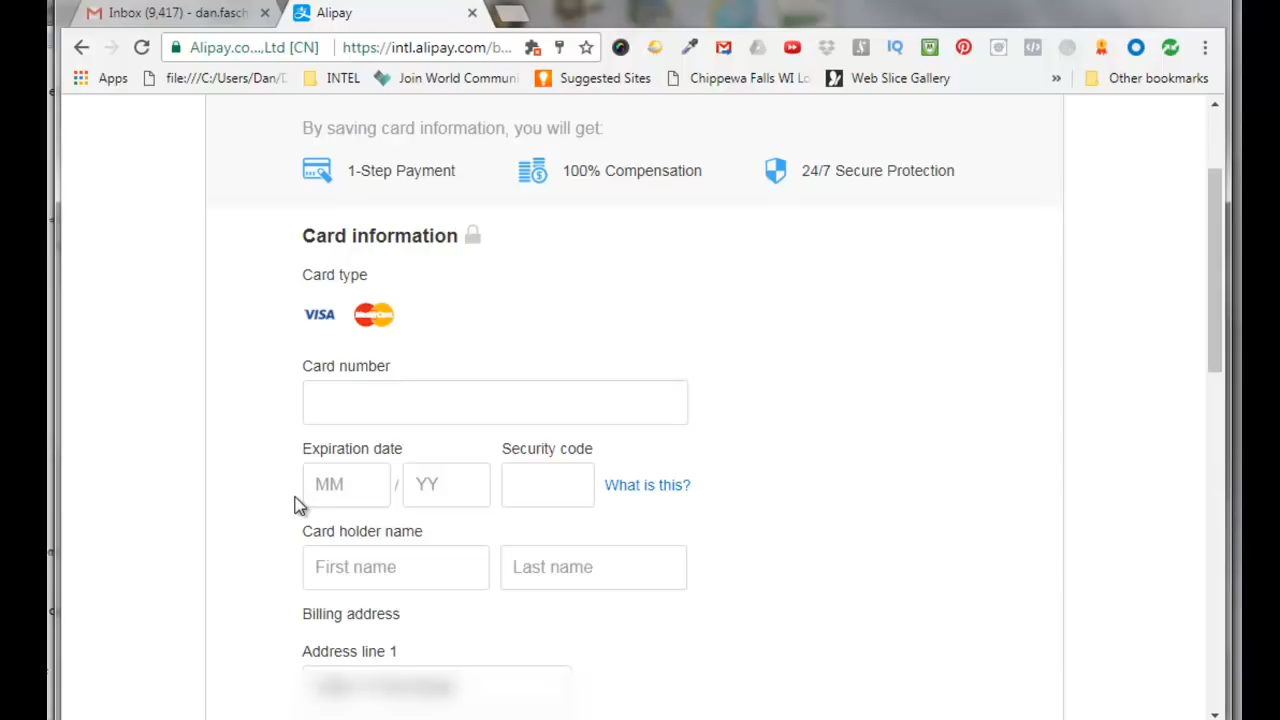 Inbox (9,417) - dan.fasch
Alipay
Alipay.co...,Ltd [CN]
https://intl.alipay.com/b...
Apps
file:///C:/Users/Dan/D
INTEL
Join World Communi
Suggested Sites
Chippewa Falls WI Lo
Web Slice Gallery
»
Other bookmarks
By saving card information, you will get:
1-Step Payment
100% Compensation
24/7 Secure Protection
Card information
Card type
VISA
MasterCard
Card number
Expiration date
Security code
MM / YY
What is this?
Card holder name
First name
Last name
Billing address
Address line 1